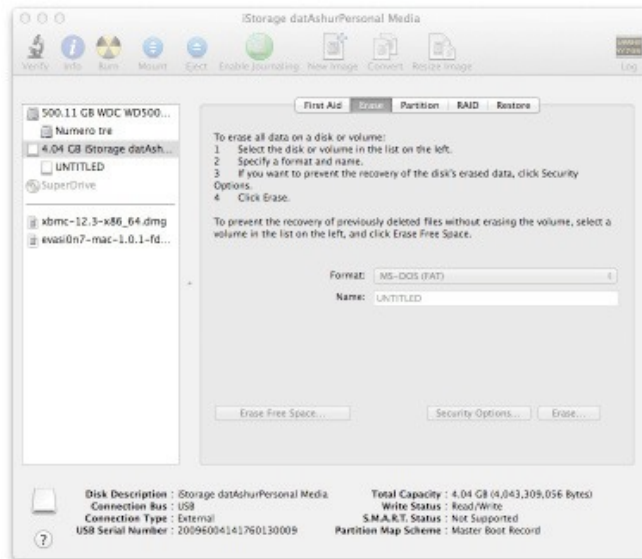 iStorage datAshurPersonal Media
Verify Info Burn Mount Eject Enable Journaling New Image Convert Resize Image Log
500.11 GB WDC WD500...
Numero tre
4.04 GB iStorage datAsh...
UNTITLED
SuperDrive
xbmc-12.3-x86_64.dmg
evasi0n7-mac-1.0.1-fd...
First Aid Erase Partition RAID Restore
To erase all data on a disk or volume:
1 Select the disk or volume in the list on the left.
2 Specify a format and name.
3 If you want to prevent the recovery of the disk's erased data, click Security
Options.
4 Click Erase.
To prevent the recovery of previously deleted files without erasing the volume, select a
volume in the list on the left, and click Erase Free Space.
Format: MS-DOS (FAT)
Name: UNTITLED
Erase Free Space... Security Options... Erase...
Disk Description : iStorage datAshurPersonal Media Total Capacity : 4.04 GB (4,043,309,056 Bytes)
Connection Bus : USB Write Status : Read/Write
Connection Type : External S.M.A.R.T. Status : Not Supported
USB Serial Number : 20096004141760130009 Partition Map Scheme : Master Boot Record
?